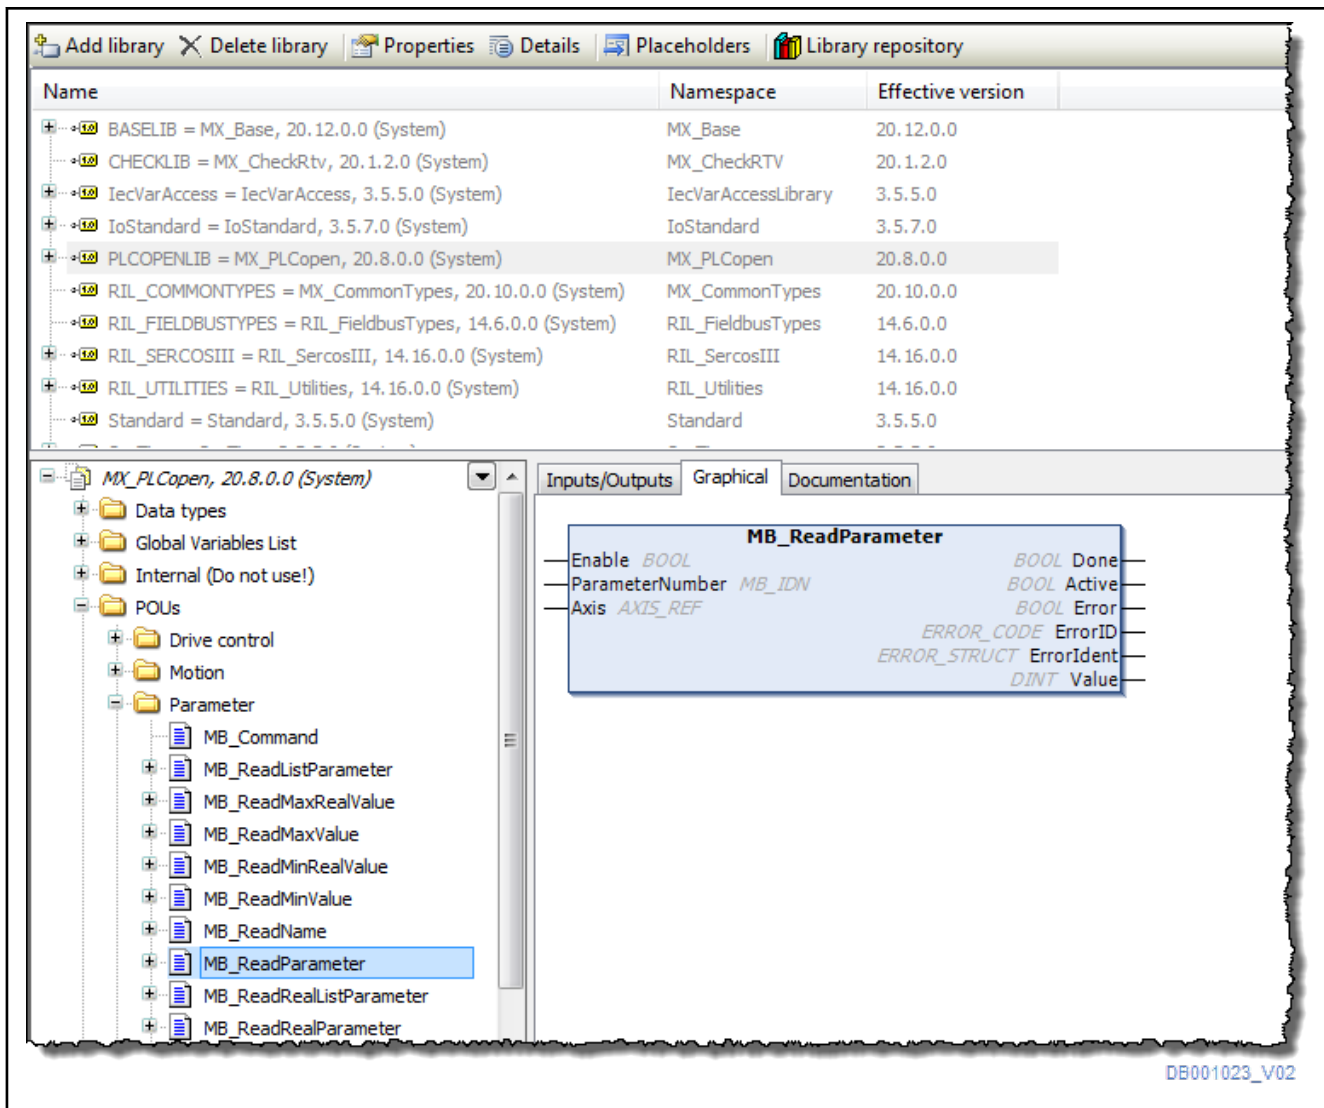 Add library Delete library Properties Details Placeholders Library repository
Name Namespace Effective version
BASELIB = MX_Base, 20.12.0.0 (System) MX_Base 20.12.0.0
CHECKLIB = MX_CheckRtv, 20.1.2.0 (System) MX_CheckRTV 20.1.2.0
IecVarAccess = IecVarAccess, 3.5.5.0 (System) IecVarAccessLibrary 3.5.5.0
IoStandard = IoStandard, 3.5.7.0 (System) IoStandard 3.5.7.0
PLCOPENLIB = MX_PLCopen, 20.8.0.0 (System) MX_PLCopen 20.8.0.0
RIL_COMMONTYPES = MX_CommonTypes, 20.10.0.0 (System) MX_CommonTypes 20.10.0.0
RIL_FIELDBUSTYPES = RIL_FieldbusTypes, 14.6.0.0 (System) RIL_FieldbusTypes 14.6.0.0
RIL_SERCOSIII = RIL_SercosIII, 14.16.0.0 (System) RIL_SercosIII 14.16.0.0
RIL_UTILITIES = RIL_Utilities, 14.16.0.0 (System) RIL_Utilities 14.16.0.0
Standard = Standard, 3.5.5.0 (System) Standard 3.5.5.0
MX_PLCopen, 20.8.0.0 (System)
Data types
Global Variables List
Internal (Do not use!)
POUs
Drive control
Motion
Parameter
MB_Command
MB_ReadListParameter
MB_ReadMaxRealValue
MB_ReadMaxValue
MB_ReadMinRealValue
MB_ReadMinValue
MB_ReadName
MB_ReadParameter
MB_ReadRealListParameter
MB_ReadRealParameter
Inputs/Outputs Graphical Documentation
MB_ReadParameter
Enable BOOL BOOL Done
ParameterNumber MB_IDN BOOL Active
Axis AXIS_REF BOOL Error
ERROR_CODE ErrorID
ERROR_STRUCT ErrorIdent
DINT Value
DB001023_V02